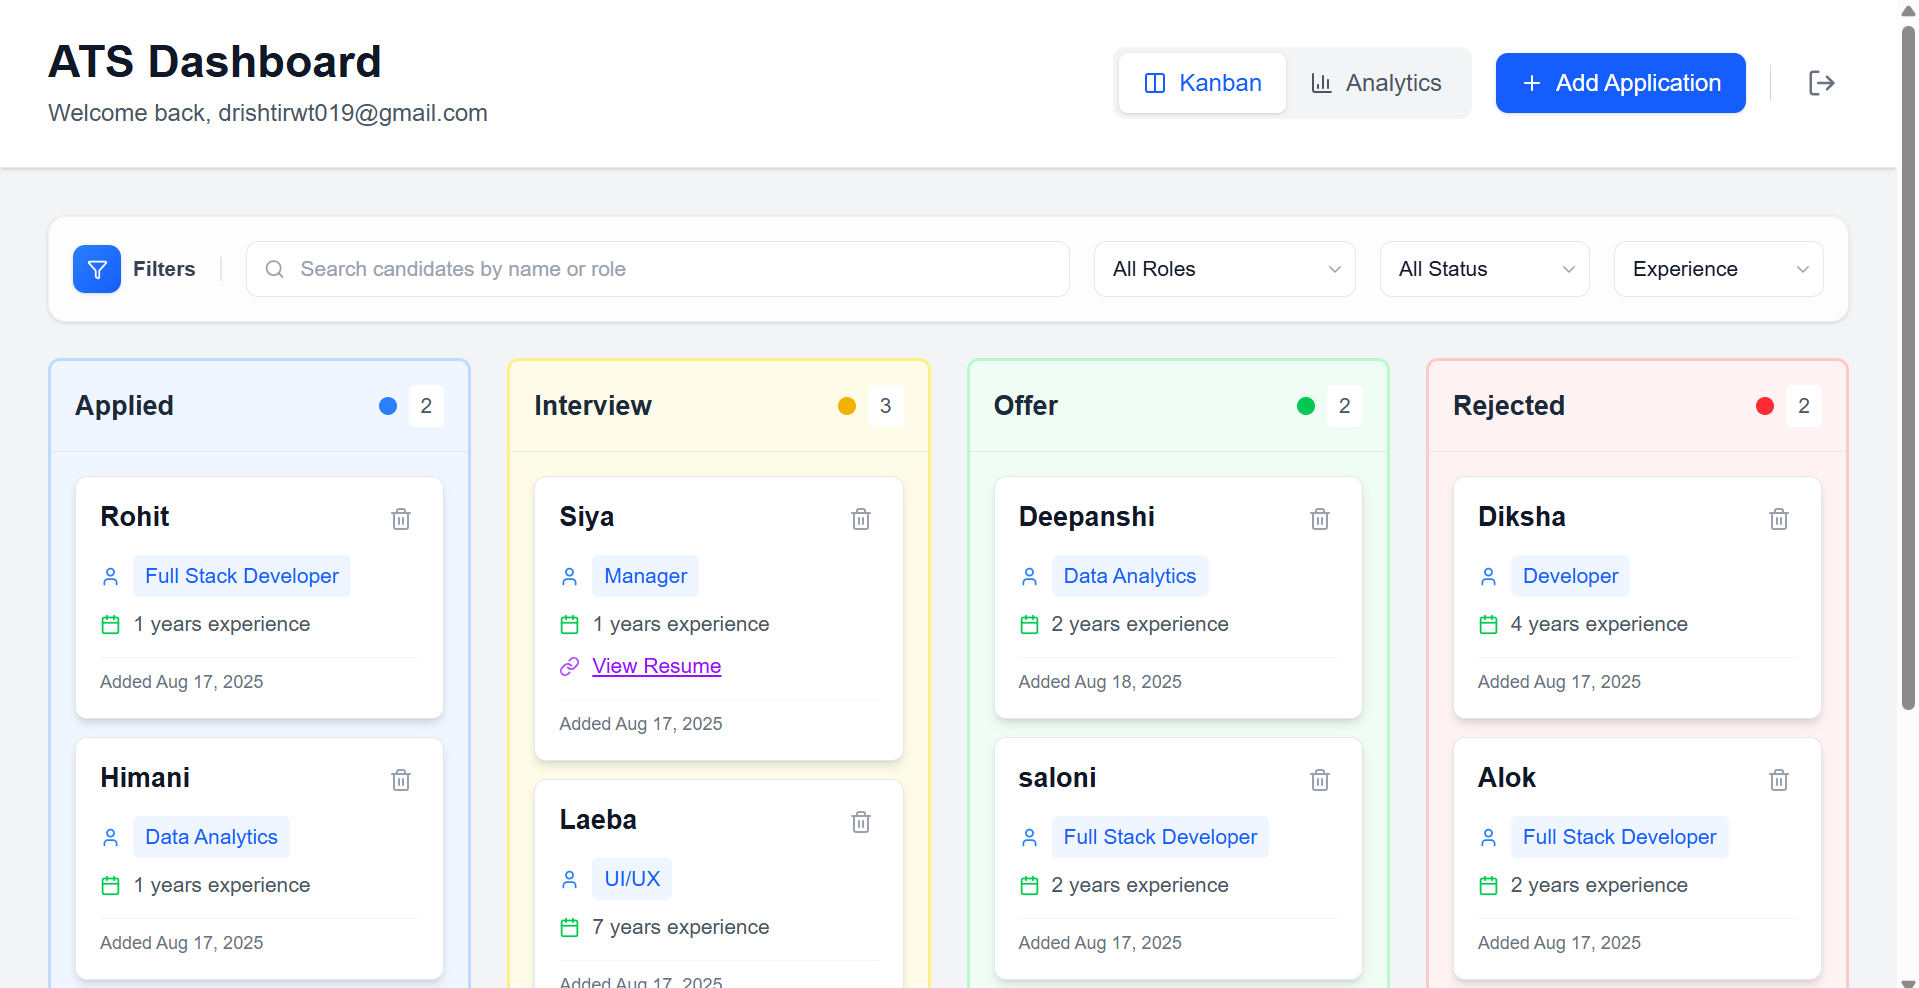 ATS Dashboard
Welcome back, drishtirwt019@gmail.com
Kanban
Analytics
Add Application
Filters
Search candidates by name or role
All Roles
All Status
Experience
Applied
2
Rohit
Full Stack Developer
1 years experience
Added Aug 17, 2025
Himani
Data Analytics
1 years experience
Added Aug 17, 2025
Interview
3
Siya
Manager
1 years experience
View Resume
Added Aug 17, 2025
Laeba
UI/UX
7 years experience
Added Aug 17, 2025
Offer
2
Deepanshi
Data Analytics
2 years experience
Added Aug 18, 2025
saloni
Full Stack Developer
2 years experience
Added Aug 17, 2025
Rejected
2
Diksha
Developer
4 years experience
Added Aug 17, 2025
Alok
Full Stack Developer
2 years experience
Added Aug 17, 2025